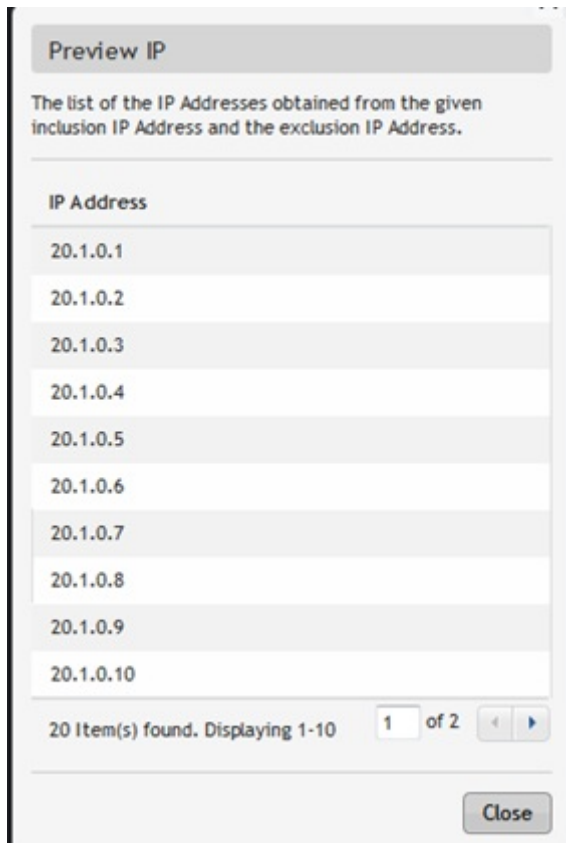 Preview IP
The list of the IP Addresses obtained from the given
inclusion IP Address and the exclusion IP Address.
IP Address
20.1.0.1
20.1.0.2
20.1.0.3
20.1.0.4
20.1.0.5
20.1.0.6
20.1.0.7
20.1.0.8
20.1.0.9
20.1.0.10
20 Item(s) found. Displaying 1-10 1 of 2
Close